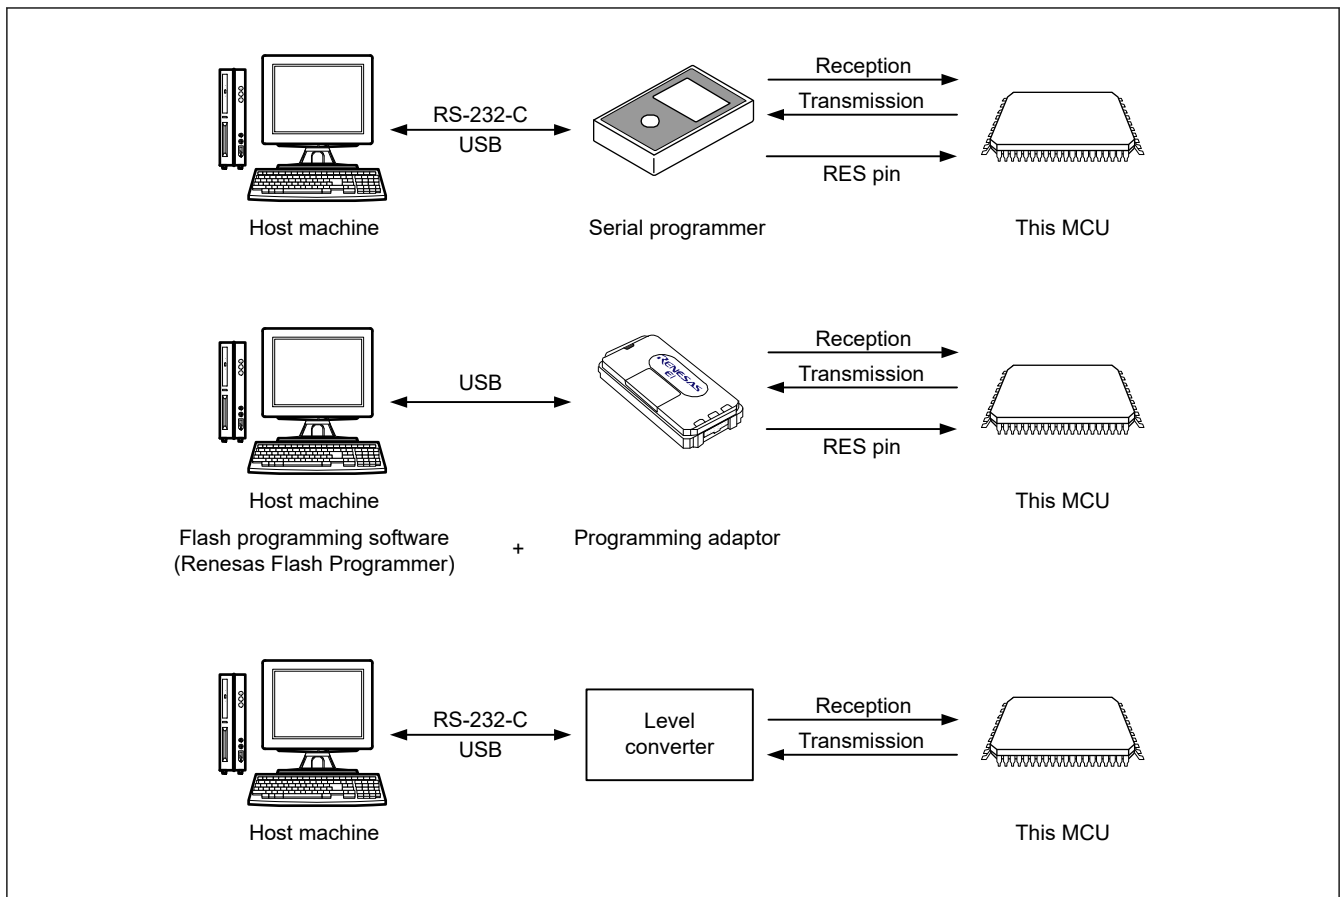 Reception
RS-232-C
Transmission
USB
RES pin
Host machine
Serial programmer
This MCU
Reception
USB
RENESAS
E1
Transmission
RES pin
Host machine
This MCU
Flash programming software
+
Programming adaptor
(Renesas Flash Programmer)
Reception
RS-232-C
Level
Transmission
USB
converter
Host machine
This MCU